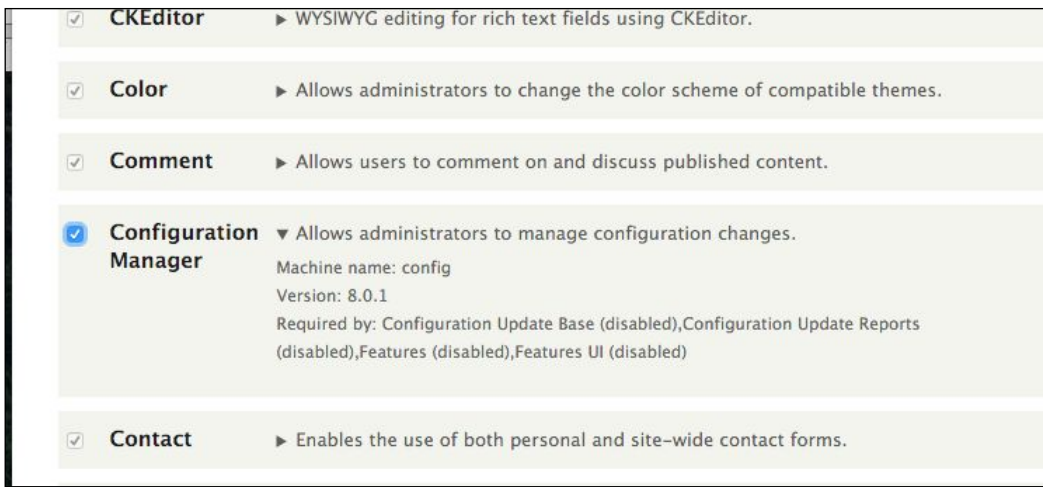 CKEditor ▶ WYSIWYG editing for rich text fields using CKEditor.
Color ▶ Allows administrators to change the color scheme of compatible themes.
Comment ▶ Allows users to comment on and discuss published content.
Configuration Manager ▼ Allows administrators to manage configuration changes.
Machine name: config
Version: 8.0.1
Required by: Configuration Update Base (disabled),Configuration Update Reports
(disabled),Features (disabled),Features UI (disabled)
Contact ▶ Enables the use of both personal and site-wide contact forms.